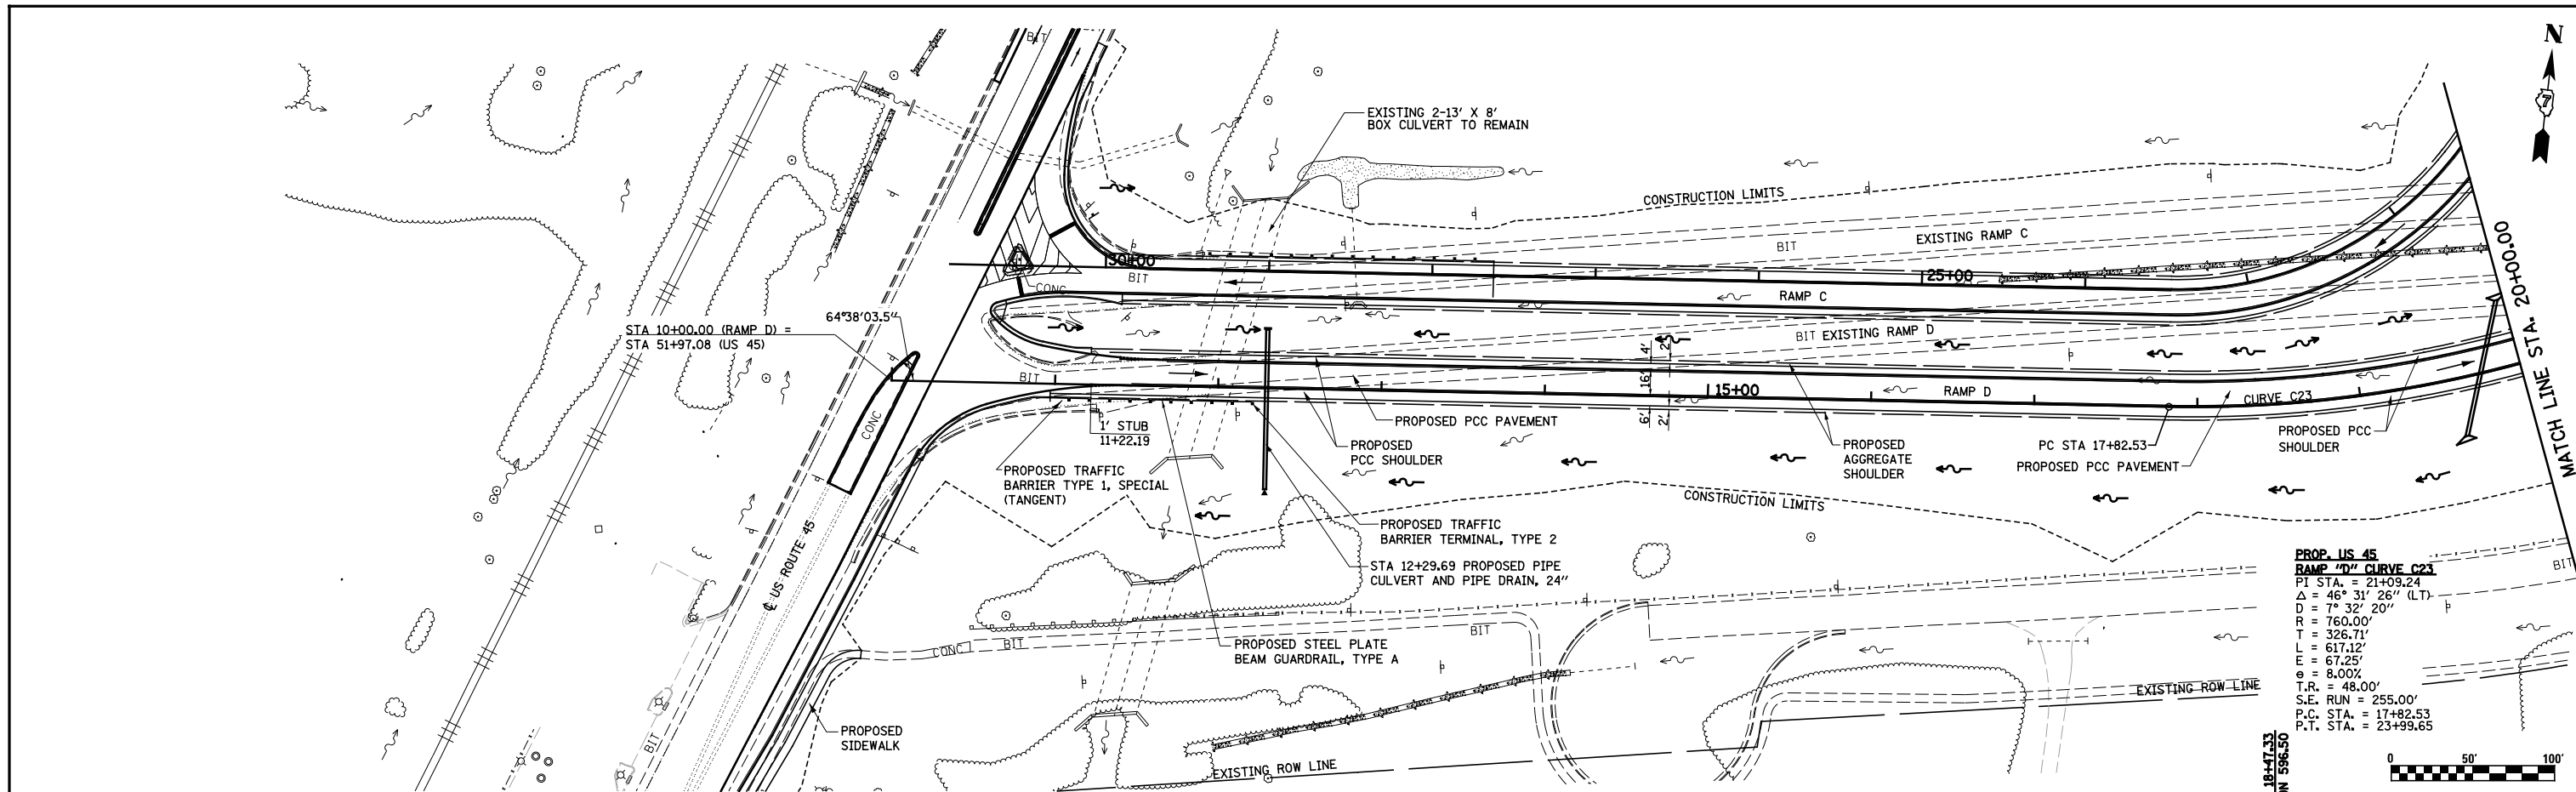 BIT
N
7
EXISTING 2-13' X 8'
BOX CULVERT TO REMAIN
CONSTRUCTION LIMITS
BIT
EXISTING RAMP C
30+00
BIT
25+00
CONC
RAMP C
MATCH LINE STA. 20+00.00
64°38'03.5"
STA 10+00.00 (RAMP D) =
STA 51+97.08 (US 45)
BIT EXISTING RAMP D
4'
2'
16'
6'
2'
BIT
15+00
RAMP D
CURVE C23
CONC
1' STUB
11+22.19
PROPOSED PCC PAVEMENT
PROPOSED
PCC SHOULDER
PROPOSED
AGGREGATE
SHOULDER
PC STA 17+82.53
PROPOSED PCC PAVEMENT
PROPOSED PCC
SHOULDER
PROPOSED TRAFFIC
BARRIER TYPE 1, SPECIAL
(TANGENT)
CONSTRUCTION LIMITS
PROPOSED TRAFFIC
BARRIER TERMINAL, TYPE 2
STA 12+29.69 PROPOSED PIPE
CULVERT AND PIPE DRAIN, 24"
℄ US ROUTE 45
PROP. US 45
RAMP "D" CURVE C23
PI STA. = 21+09.24
Δ = 46° 31' 26" (LT)
D = 7° 32' 20"
R = 760.00'
T = 326.71'
L = 617.12'
E = 67.25'
e = 8.00%
T.R. = 48.00'
S.E. RUN = 255.00'
P.C. STA. = 17+82.53
P.T. STA. = 23+99.65
BIT
CONC
BIT
BIT
PROPOSED STEEL PLATE
BEAM GUARDRAIL, TYPE A
EXISTING ROW LINE
PROPOSED
SIDEWALK
BIT
EXISTING ROW LINE
18+47.33
596.50
0 50' 100'